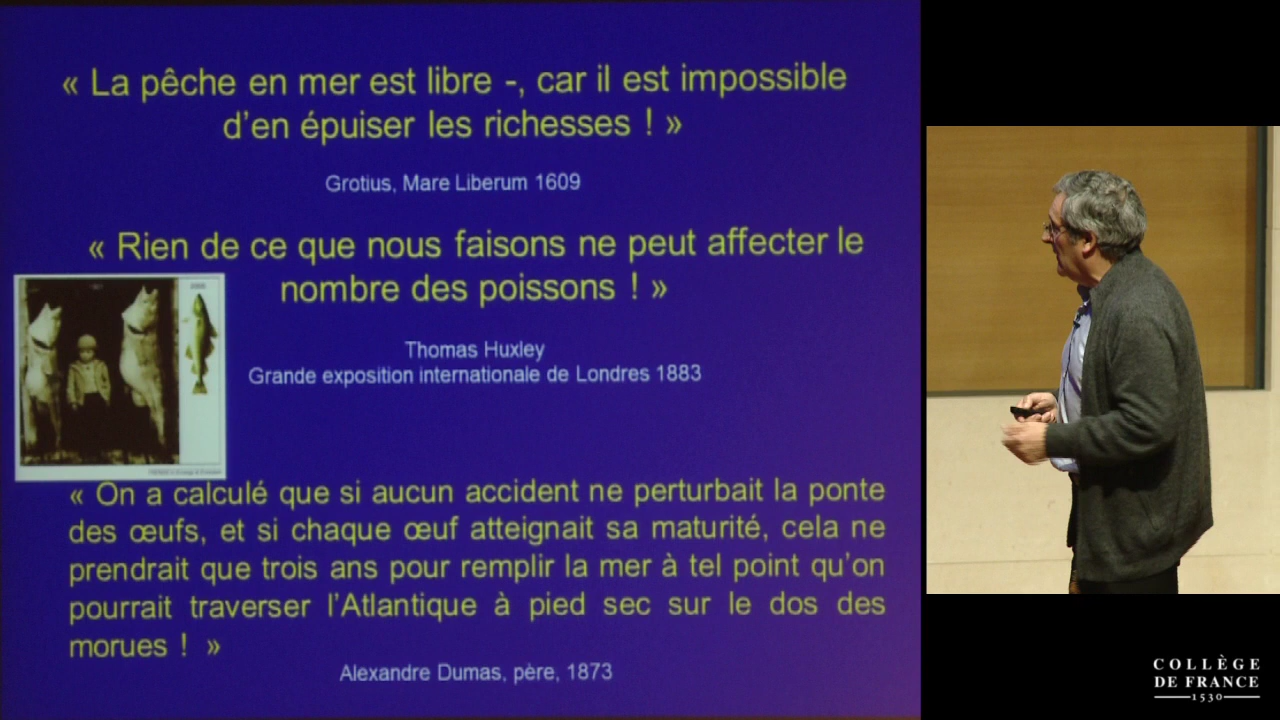 « La pêche en mer est libre -, car il est impossible
d'en épuiser les richesses ! »
Grotius, Mare Liberum 1609
« Rien de ce que nous faisons ne peut affecter le
nombre des poissons ! »
Thomas Huxley
Grande exposition internationale de Londres 1883
« On a calculé que si aucun accident ne perturbait la ponte
des œufs, et si chaque œuf atteignait sa maturité, cela ne
prendrait que trois ans pour remplir la mer à tel point qu'on
pourrait traverser l'Atlantique à pied sec sur le dos des
morues ! »
Alexandre Dumas, père, 1873
COLLÈGE
DE FRANCE
1530